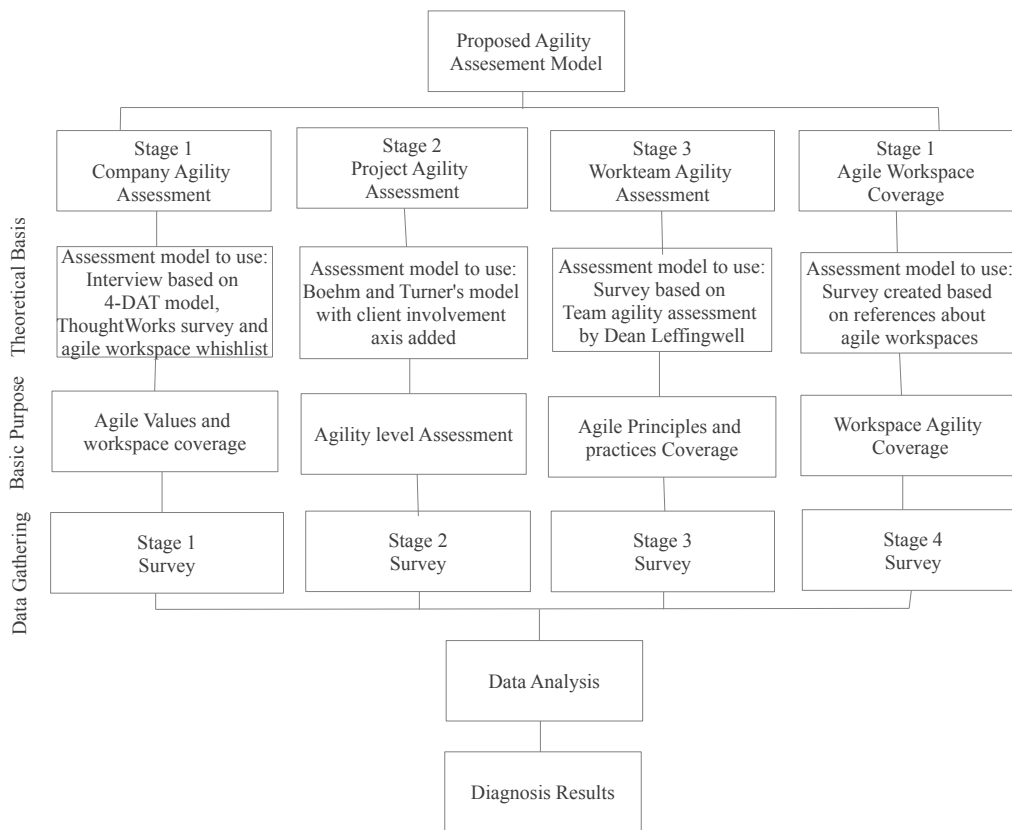 Proposed Agility
Assesement Model
Stage 1
Company Agility
Assessment
Stage 2
Project Agility
Assessment
Stage 3
Workteam Agility
Assessment
Stage 1
Agile Workspace
Coverage
Theoretical Basis
Assessment model to use:
Interview based on
4-DAT model,
ThoughtWorks survey and
agile workspace whishlist
Assessment model to use:
Boehm and Turner's model
with client involvement
axis added
Assessment model to use:
Survey based on
Team agility assessment
by Dean Leffingwell
Assessment model to use:
Survey created based
on references about
agile workspaces
Basic Purpose
Agile Values and
workspace coverage
Agility level Assessment
Agile Principles and
practices Coverage
Workspace Agility
Coverage
Data Gathering
Stage 1
Survey
Stage 2
Survey
Stage 3
Survey
Stage 4
Survey
Data Analysis
Diagnosis Results